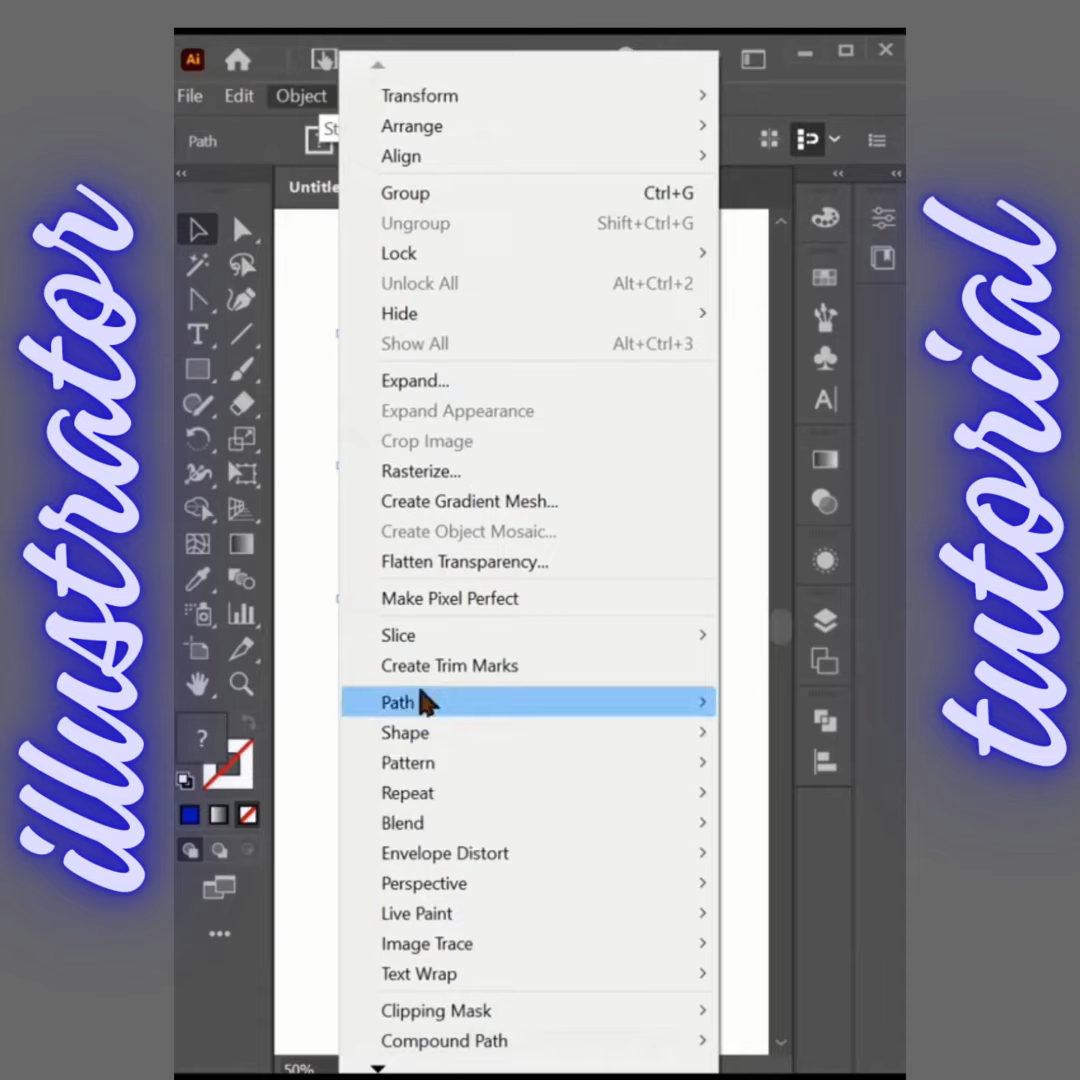 illustrator
tutorial
Ai
File Edit Object
Path
St
Untitle
Transform
Arrange
Align
Group Ctrl+G
Ungroup Shift+Ctrl+G
Lock
Unlock All Alt+Ctrl+2
Hide
Show All Alt+Ctrl+3
Expand...
Expand Appearance
Crop Image
Rasterize...
Create Gradient Mesh...
Create Object Mosaic...
Flatten Transparency...
Make Pixel Perfect
Slice
Create Trim Marks
Path
Shape
Pattern
Repeat
Blend
Envelope Distort
Perspective
Live Paint
Image Trace
Text Wrap
Clipping Mask
Compound Path
50%